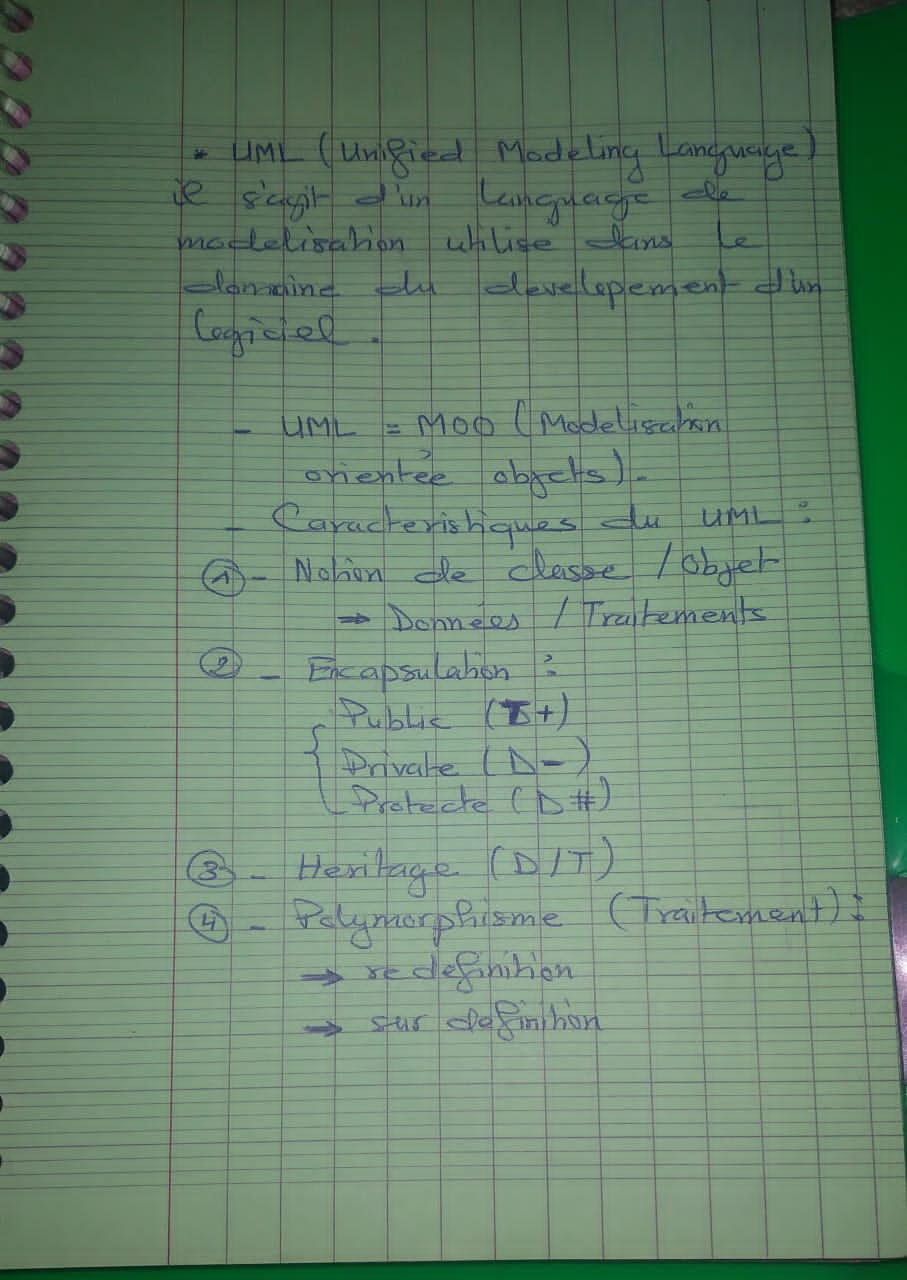 * UML (Unified Modeling Language)
il s'agit d'un language de
modelisation utilise dans le
domaine du developement d'un
logiciel.
- UML = MOO (Modelisation
orientée objets).
- Caracteristiques du UML :
① - Notion de classe / Objet
→ Données / Traitements
② - Encapsulation :
Public (+)
Private (D-)
Protecte (D#)
③ - Heritage (D/T)
④ - Polymorphisme (Traitement) :
→ redefinition
→ sur definition